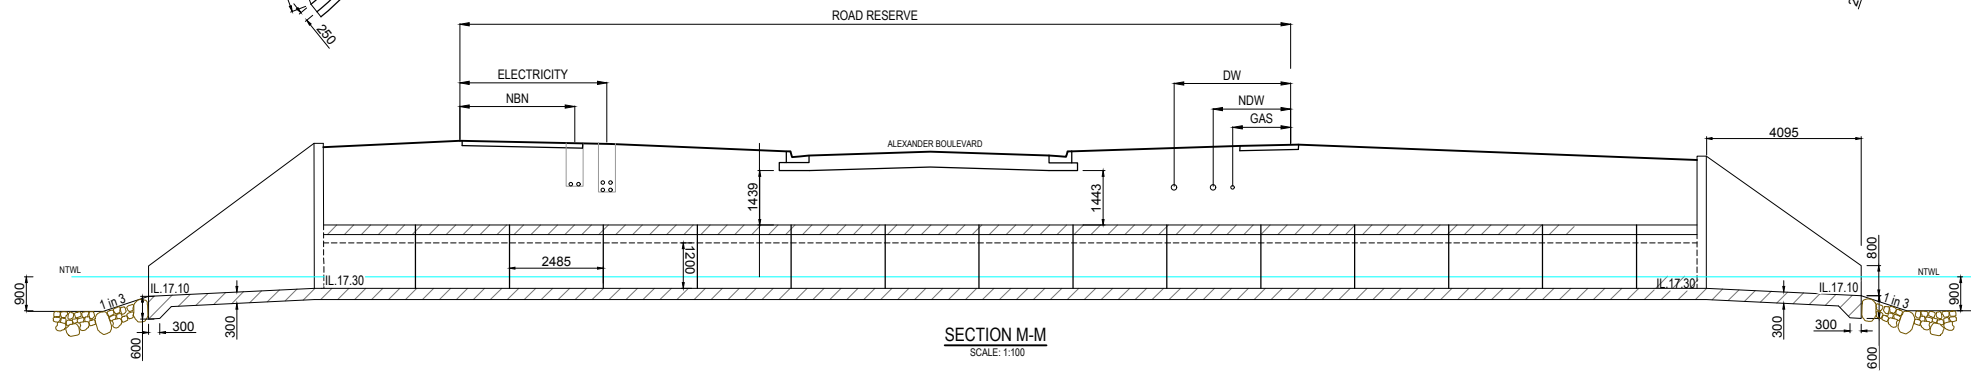 ROAD RESERVE
250
ELECTRICITY
DW
NBN
NDW
GAS
ALEXANDER BOULEVARD
4095
1439
1443
1200
2485
800
NTWL
NTWL
900
1 in 3
IL.17.10
IL.17.30
IL.17.30
IL.17.10
1 in 3
900
300
300
600
300
300
600
SECTION M-M
SCALE: 1:100